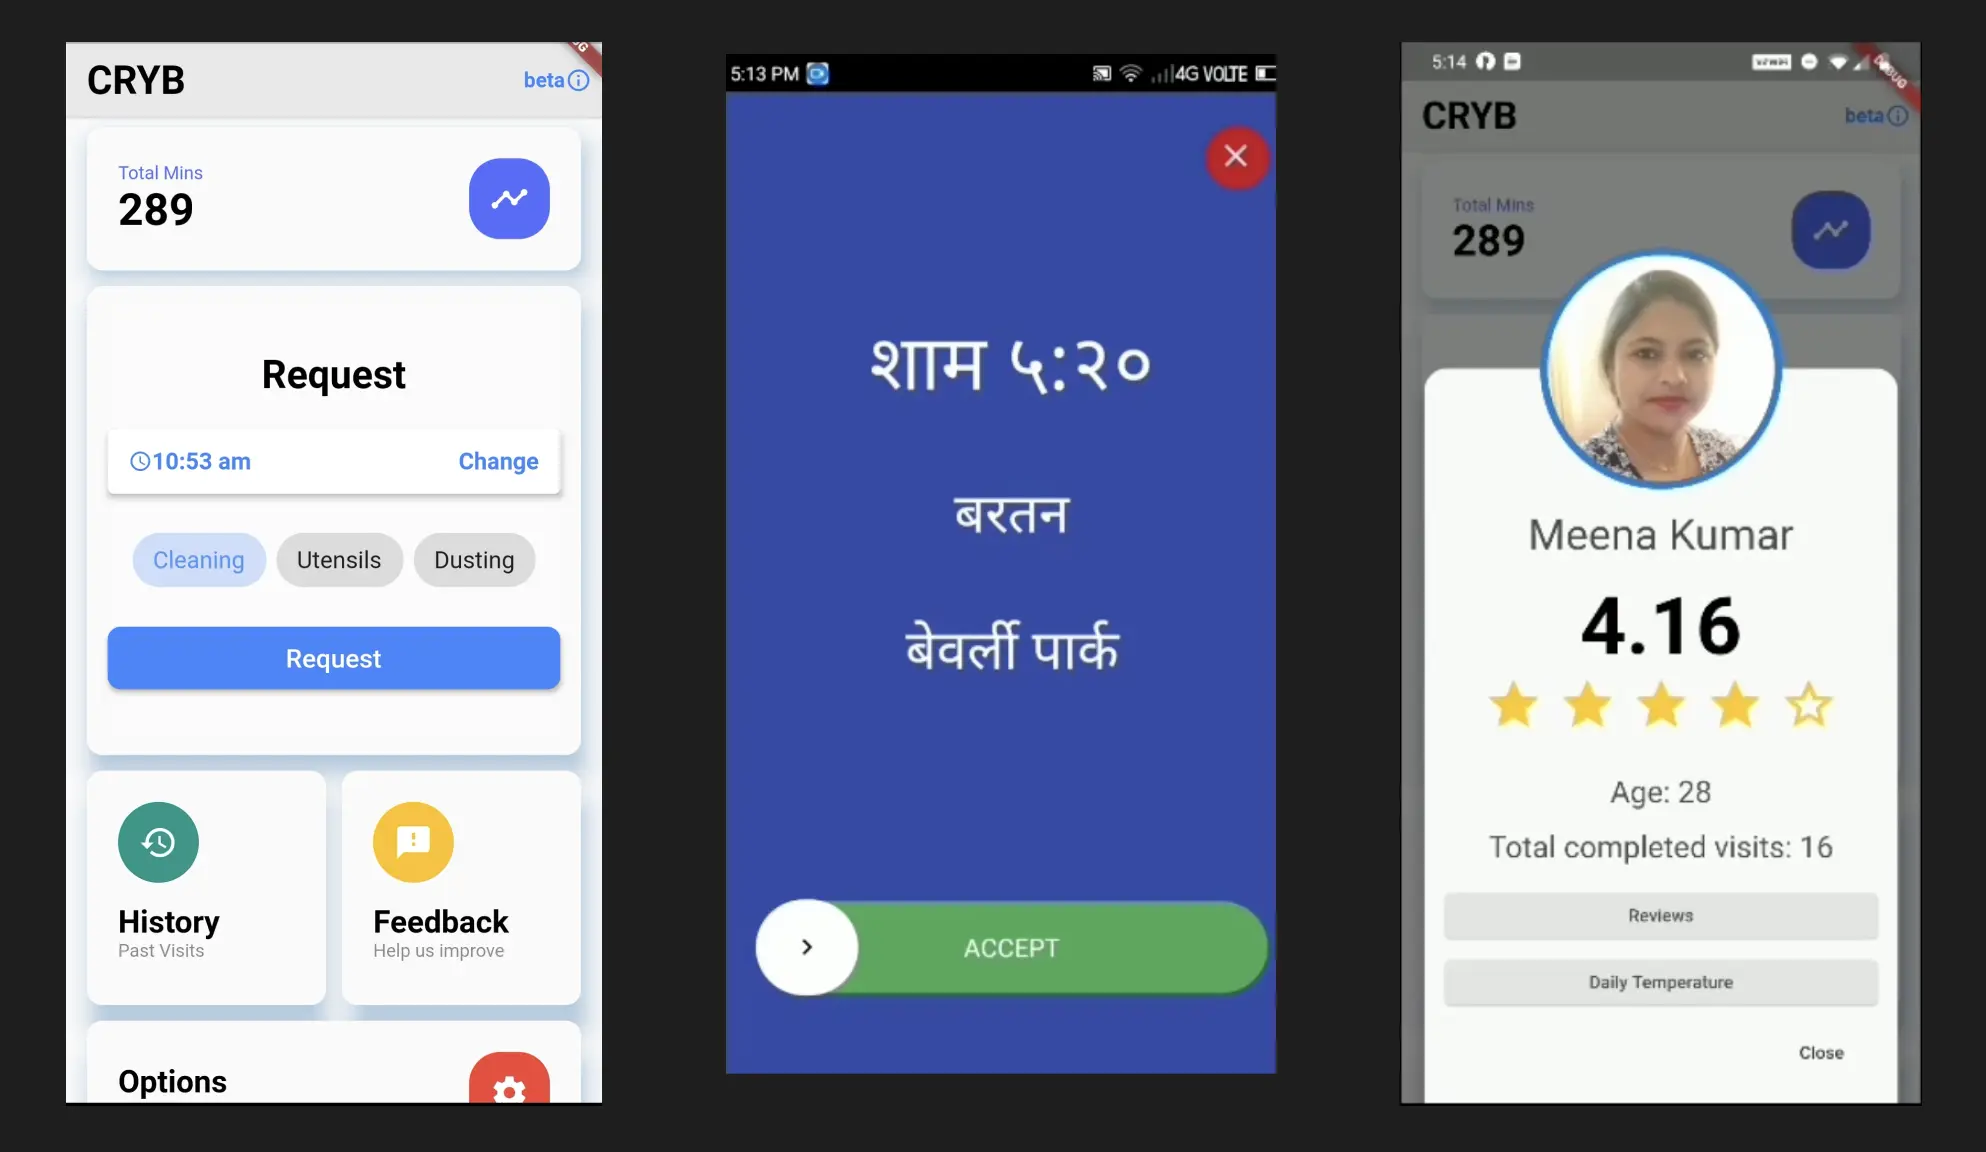 CRYB
beta
Total Mins
289
Request
10:53 am
Change
Cleaning
Utensils
Dusting
Request
History
Past Visits
Feedback
Help us improve
Options
5:13 PM
4G VOLTE
शाम ५:२०
बरतन
बेवर्ली पार्क
ACCEPT
5:14
DEBUG
CRYB
beta
Total Mins
289
Meena Kumar
4.16
Age: 28
Total completed visits: 16
Reviews
Daily Temperature
Close